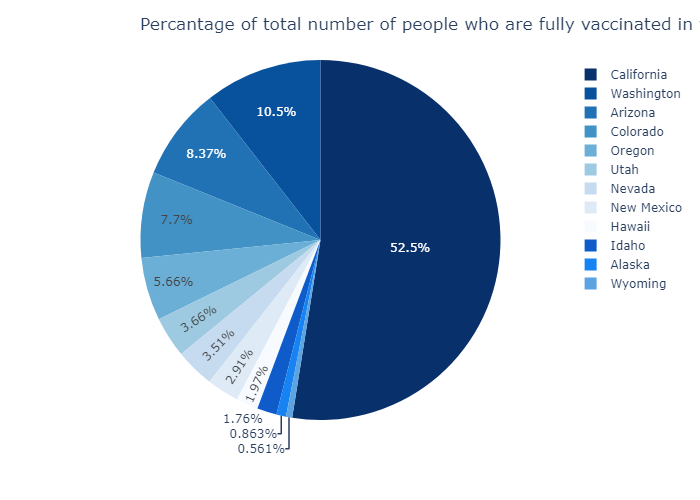 Percantage of total number of people who are fully vaccinated in
10.5%
8.37%
7.7%
5.66%
3.66%
3.51%
2.91%
1.97%
1.76%
0.863%
0.561%
52.5%
California
Washington
Arizona
Colorado
Oregon
Utah
Nevada
New Mexico
Hawaii
Idaho
Alaska
Wyoming